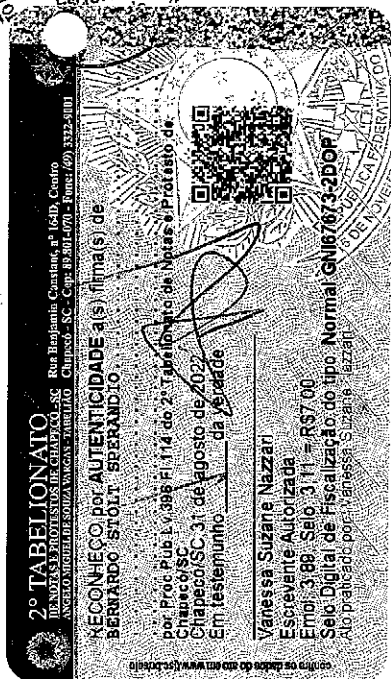 2º TABELIONATO
DE NOTAS E PROTESTOS DE CHAPECÓ-SC
ANGELO MIGUEL DE SOUZA VARGAS - TABELIÃO
Rua Benjamin Constant, nº 164D, Centro
Chapecó - SC - Cep: 89.801-070 - Fone: (49) 3322-9001
RECONHEÇO por AUTENTICIDADE a(s) firma(s) de
BERNARDO STOLT SPERANDIO
por Proc Pub Lv 396 Fl 114 do 2º Tabelionato de Notas e Protesto de
Chapecó/SC
Chapecó/SC, 31 de agosto de 2022
Em testemunho da verdade
Vanessa Suzane Nazzari
Escrevente Autorizada
Emol: 3,89 Selo: 3,11 = R$7,00
Selo Digital de Fiscalização do tipo Normal GNI67673-2DOP
Ato praticado por: Vanessa Suzane Nazzari
confira os dados do ato em www.tjsc.br/selo